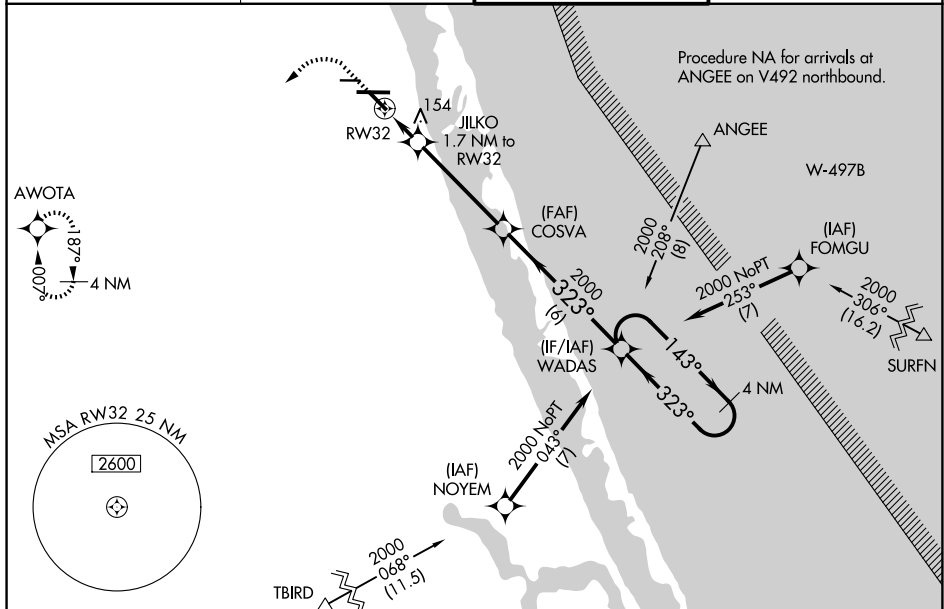 Procedure NA for arrivals at
ANGEE on V492 northbound.
154
RW32
JILKO
1.7 NM to
RW32
ANGEE
W-497B
AWOTA
187°
007°
4 NM
(FAF)
COSVA
2000
208°
(8)
(IAF)
FOMGU
2000 NoPT
253°
(7)
2000
306°
(16.2)
SURFN
2000
323°
(6)
(IF/IAF)
WADAS
143°
323°
4 NM
MSA RW32 25 NM
2600
2000 NoPT
043°
(7)
(IAF)
NOYEM
2000
068°
(11.5)
TBIRD